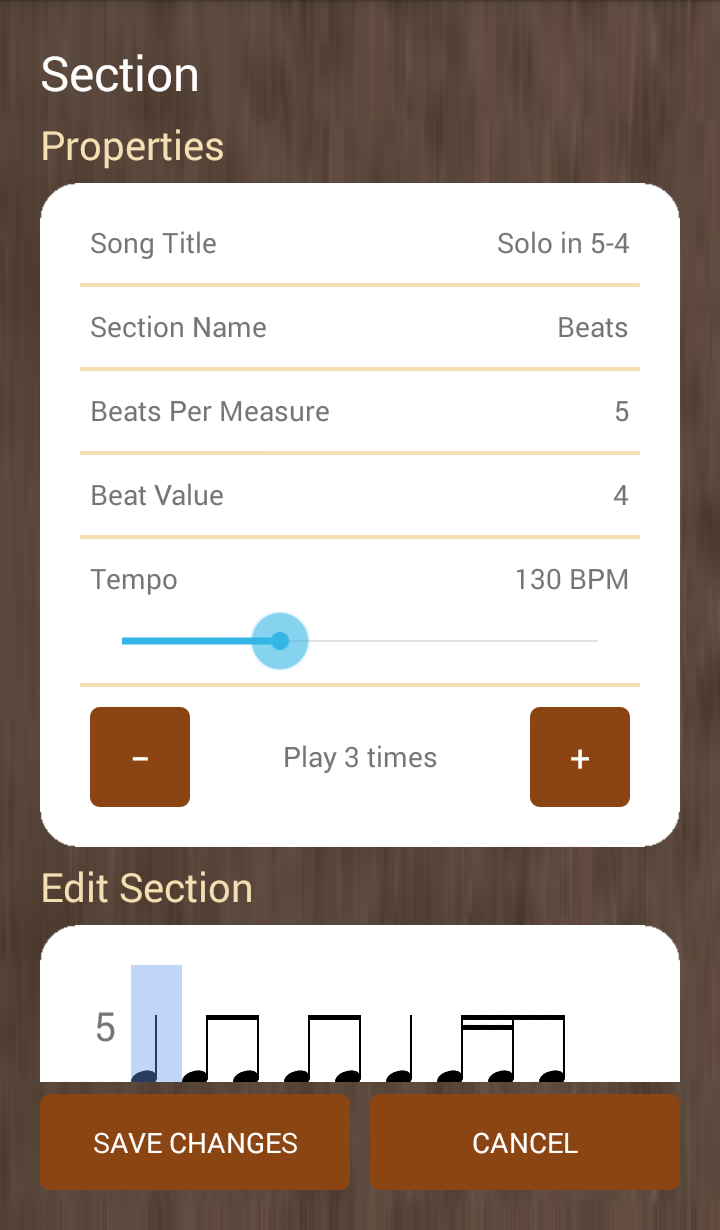 Section
Properties
Song Title Solo in 5-4
Section Name Beats
Beats Per Measure 5
Beat Value 4
Tempo 130 BPM
− Play 3 times +
Edit Section
5
SAVE CHANGES CANCEL